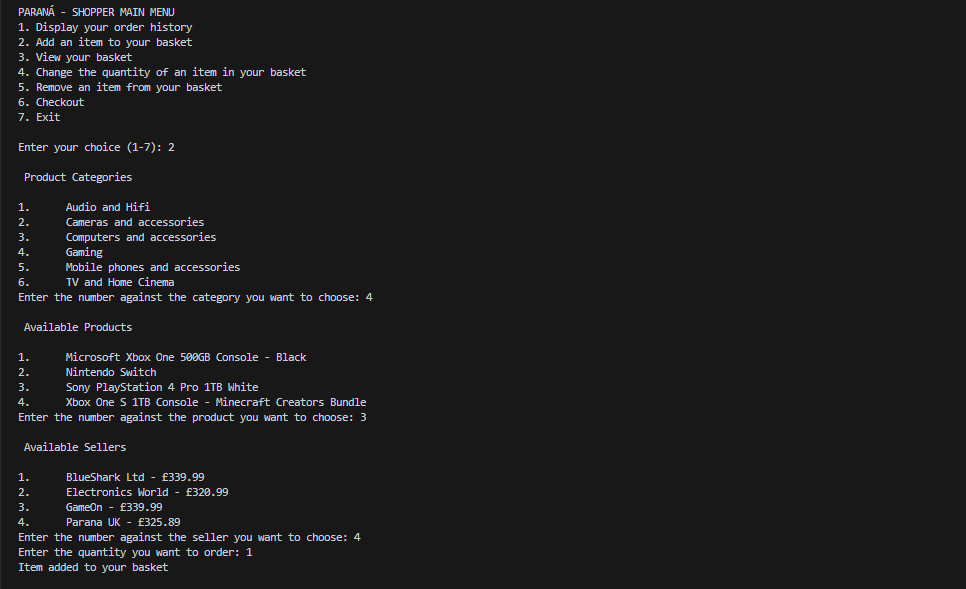 PARANÁ - SHOPPER MAIN MENU
1. Display your order history
2. Add an item to your basket
3. View your basket
4. Change the quantity of an item in your basket
5. Remove an item from your basket
6. Checkout
7. Exit
Enter your choice (1-7): 2
Product Categories
1. Audio and Hifi
2. Cameras and accessories
3. Computers and accessories
4. Gaming
5. Mobile phones and accessories
6. TV and Home Cinema
Enter the number against the category you want to choose: 4
Available Products
1. Microsoft Xbox One 500GB Console - Black
2. Nintendo Switch
3. Sony PlayStation 4 Pro 1TB White
4. Xbox One S 1TB Console - Minecraft Creators Bundle
Enter the number against the product you want to choose: 3
Available Sellers
1. BlueShark Ltd - £339.99
2. Electronics World - £320.99
3. GameOn - £339.99
4. Parana UK - £325.89
Enter the number against the seller you want to choose: 4
Enter the quantity you want to order: 1
Item added to your basket